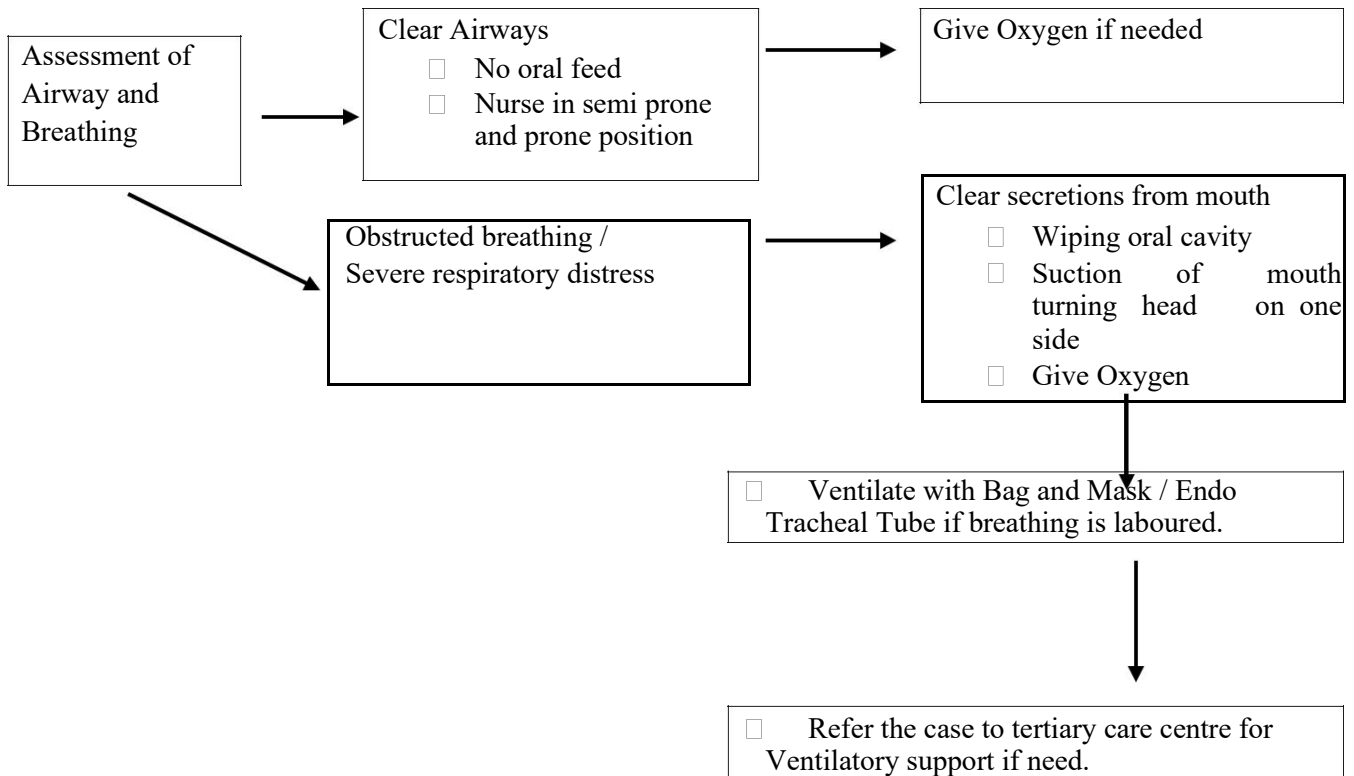 Assessment of
Airway and
Breathing
Clear Airways
□ No oral feed
□ Nurse in semi prone
and prone position
Give Oxygen if needed
Obstructed breathing /
Severe respiratory distress
Clear secretions from mouth
□ Wiping oral cavity
□ Suction of mouth
turning head on one
side
□ Give Oxygen
□ Ventilate with Bag and Mask / Endo
Tracheal Tube if breathing is laboured.
□ Refer the case to tertiary care centre for
Ventilatory support if need.